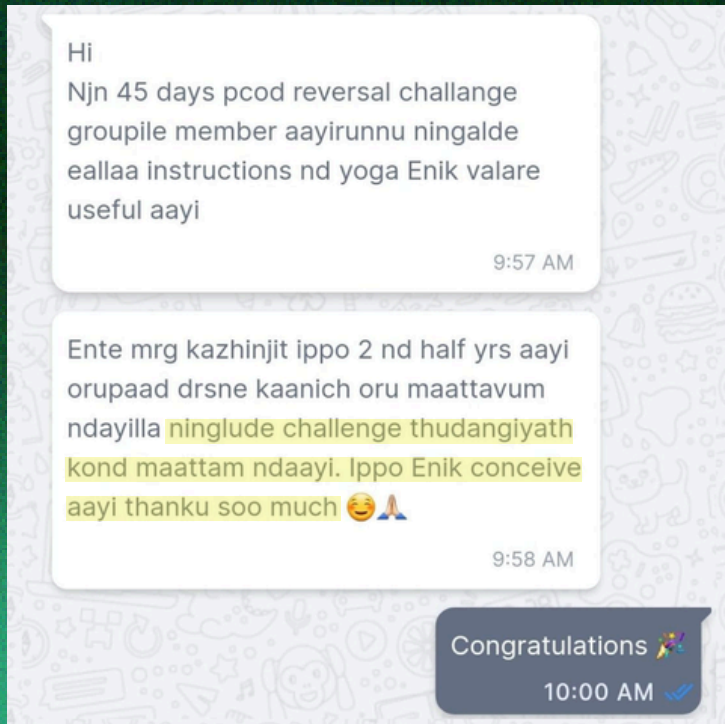 Hi
Njn 45 days pcod reversal challange
groupile member aayirunnu ningalde
eallaa instructions nd yoga Enik valare
useful aayi
9:57 AM
Ente mrg kazhinjit ippo 2 nd half yrs aayi
orupaad drsne kaanich oru maattavum
ndayilla ninglude challenge thudangiyath
kond maattam ndaayi. Ippo Enik conceive
aayi thanku soo much ☺️🙏🏼
9:58 AM
Congratulations 🎉
10:00 AM